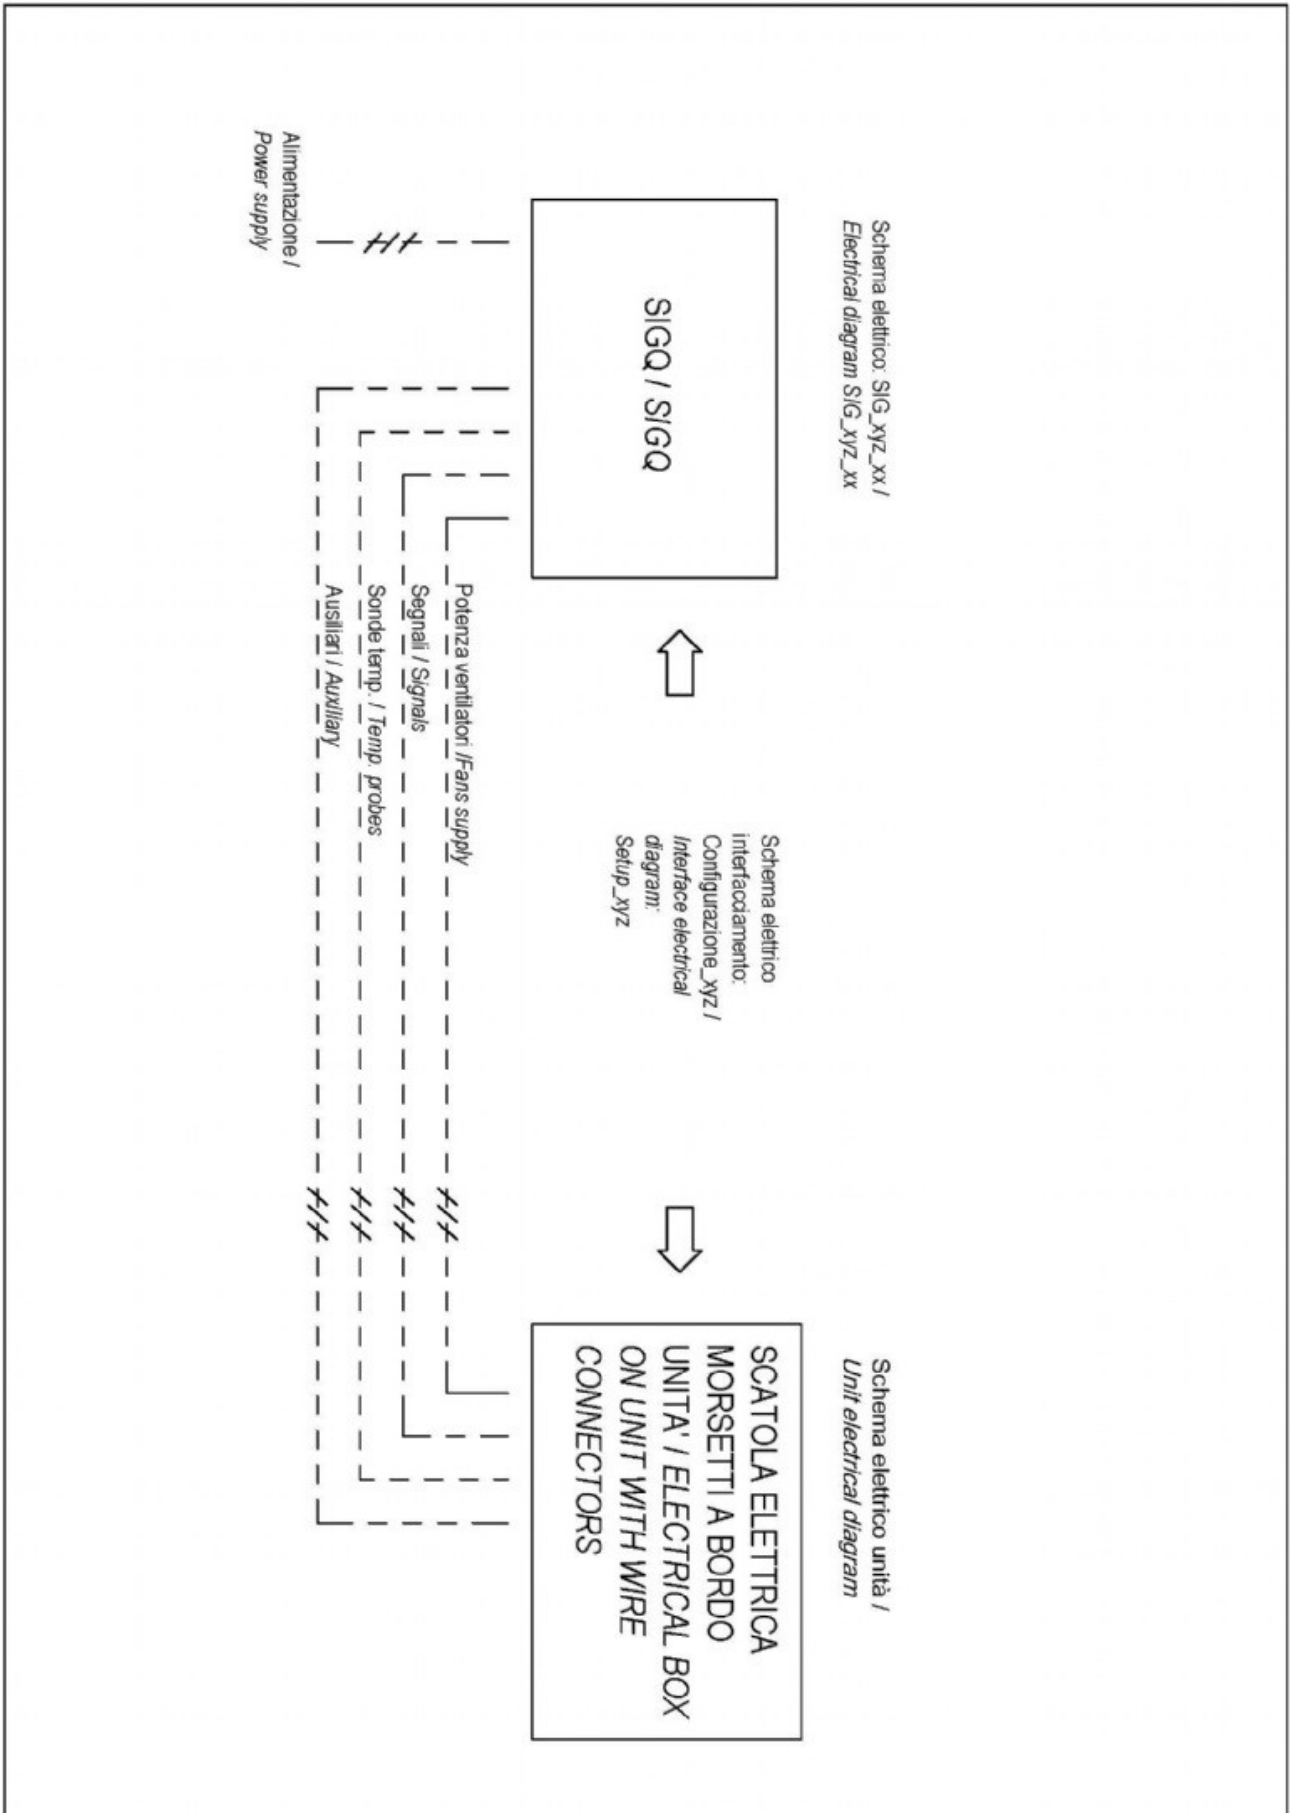 Schema elettrico: SIG_xyz_xx /
Electrical diagram SIG_xyz_xx
SIGQ / SIGQ
Alimentazione /
Power supply
Schema elettrico
interfacciamento:
Configurazione_xyz /
Interface electrical
diagram:
Setup_xyz
Potenza ventilatori /Fans supply
Segnali / Signals
Sonde temp. / Temp. probes
Ausiliari / Auxiliary
Schema elettrico unità /
Unit electrical diagram
SCATOLA ELETTRICA
MORSETTI A BORDO
UNITA' / ELECTRICAL BOX
ON UNIT WITH WIRE
CONNECTORS